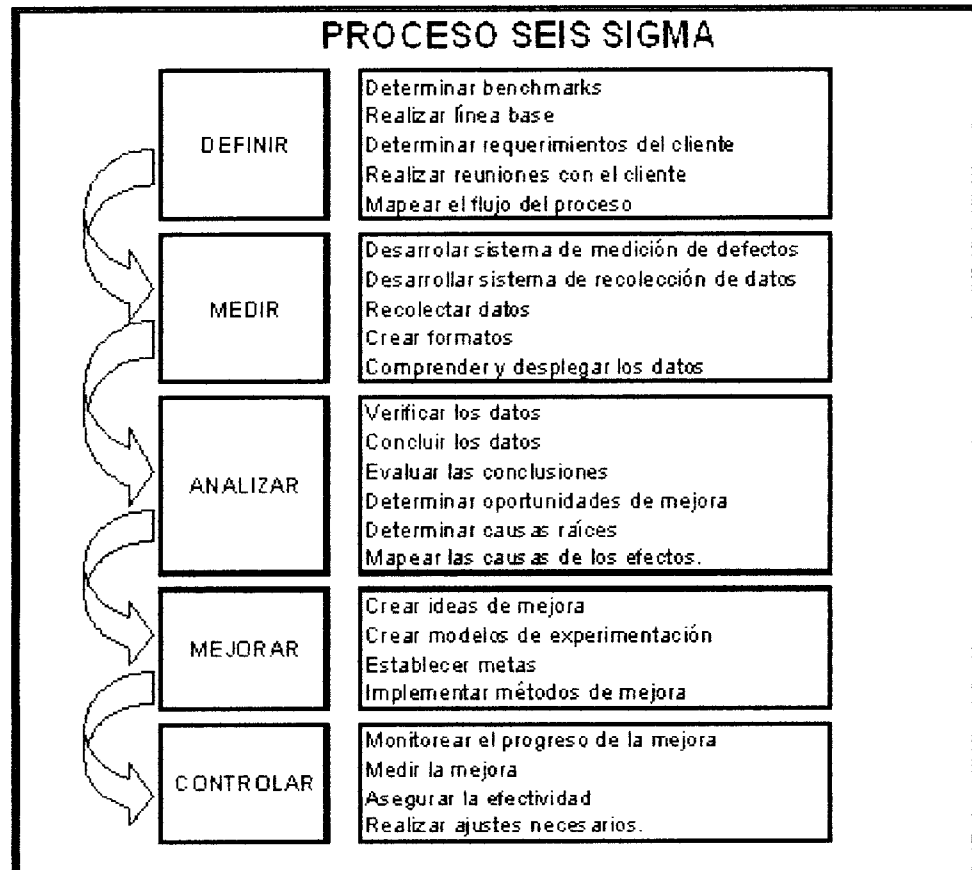 PROCESO SEIS SIGMA
DEFINIR
Determinar benchmarks
Realizar línea base
Determinar requerimientos del cliente
Realizar reuniones con el cliente
Mapear el flujo del proceso
MEDIR
Desarrolar sistema de medición de defectos
Desarrollar sistema de recolección de datos
Recolectar datos
Crear formatos
Comprender y desplegar los datos
ANALIZAR
Verificar los datos
Concluir los datos
Evaluar las conclusiones
Determinar oportunidades de mejora
Determinar causas raíces
Mapear las causas de los efectos.
MEJORAR
Crear ideas de mejora
Crear modelos de experimentación
Establecer metas
Implementar métodos de mejora
CONTROLAR
Monitorear el progreso de la mejora
Medir la mejora
Asegurar la efectividad
Realizar ajustes necesarios.